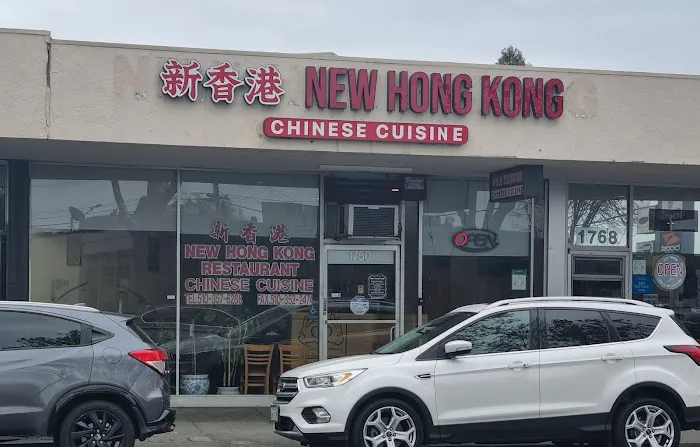 新香港 NEW HONG KONG
CHINESE CUISINE
新香港
NEW HONG KONG
RESTAURANT
CHINESE CUISINE
1750
OPEN
1768
OPEN